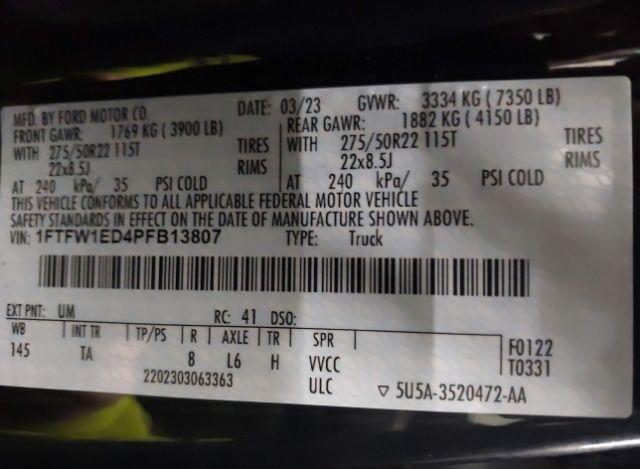 MFD. BY FORD MOTOR CO.
DATE: 03/23 GVWR: 3334 KG ( 7350 LB)
FRONT GAWR: 1769 KG (3900 LB)
REAR GAWR: 1882 KG ( 4150 LB)
WITH 275/50R22 115T TIRES
WITH 275/50R22 115T TIRES
22x8.5J RIMS
22x8.5J RIMS
AT 240 kPa/ 35 PSI COLD
AT 240 kPa/ 35 PSI COLD
THIS VEHICLE CONFORMS TO ALL APPLICABLE FEDERAL MOTOR VEHICLE
SAFETY STANDARDS IN EFFECT ON THE DATE OF MANUFACTURE SHOWN ABOVE.
VIN: 1FTFW1ED4PFB13807 TYPE: Truck
EXT PNT: UM RC: 41 DSO:
WB INT TR TP/PS R AXLE TR SPR F0122
145 TA 8 L6 H VVCC T0331
2202303063363 ULC ▽ 5U5A-3520472-AA